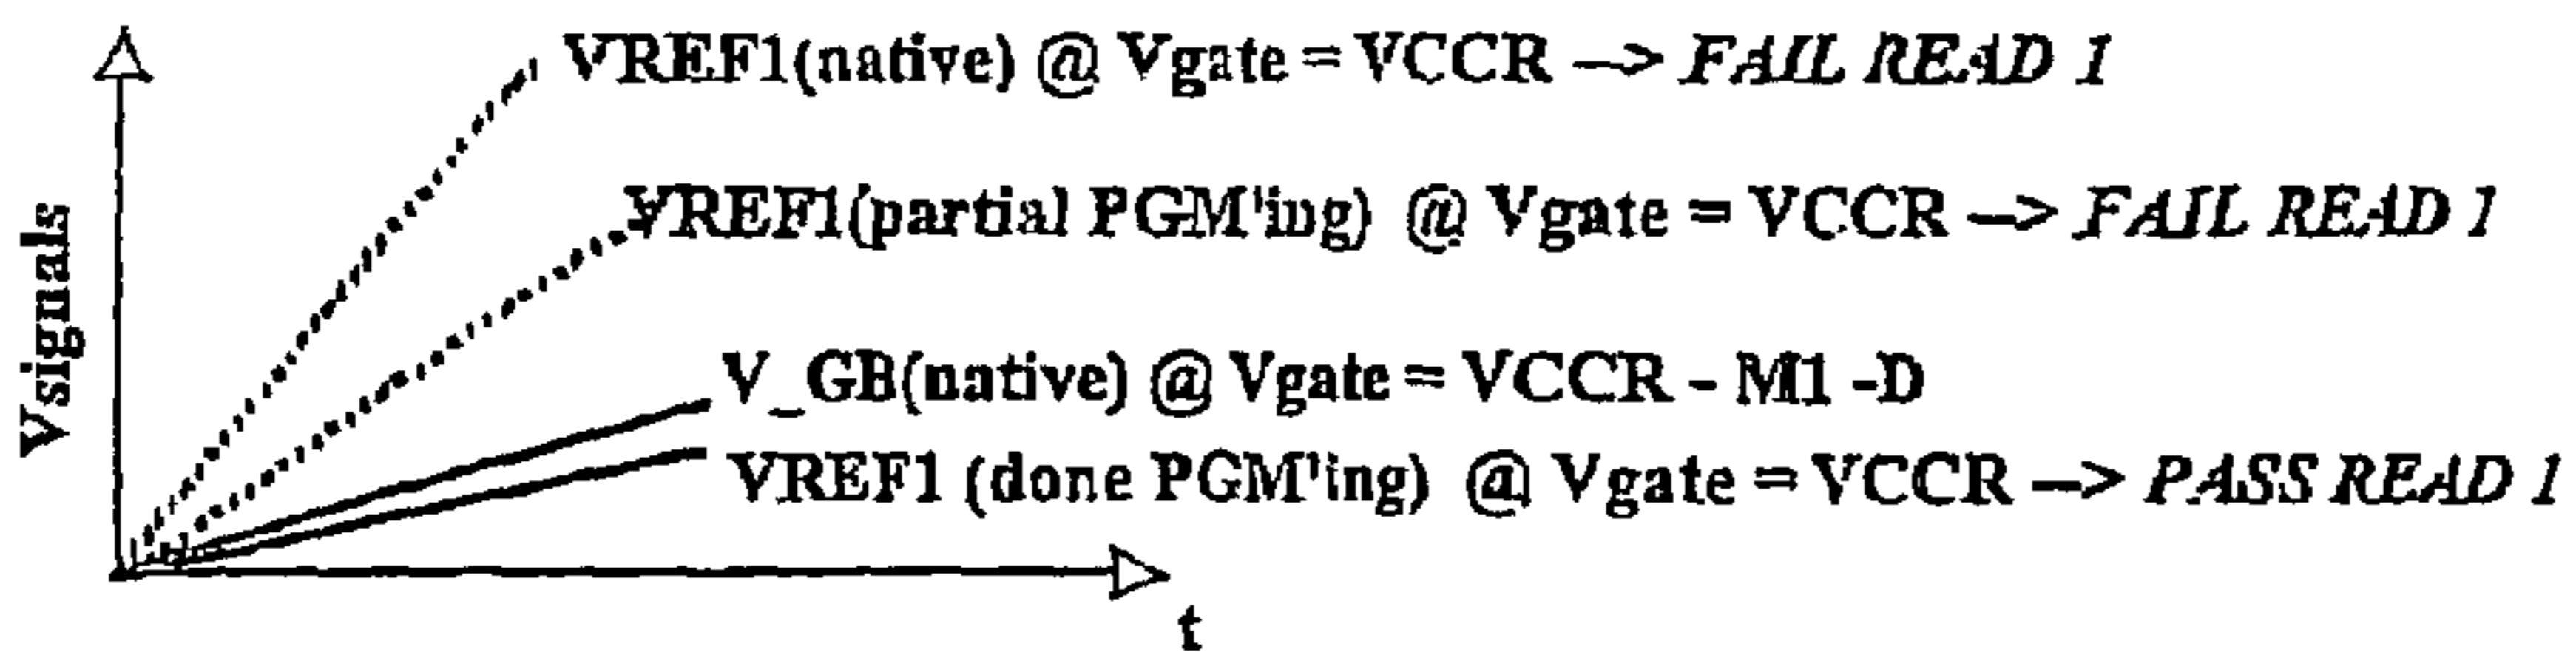 VREF1(native) @ Vgate = VCCR --> FAIL READ 1
VREF1(partial PGM'ing) @ Vgate = VCCR --> FAIL READ 1
V_GB(native) @ Vgate = VCCR - M1 -D
VREF1 (done PGM'ing) @ Vgate = VCCR --> PASS READ 1
Vsignals
t